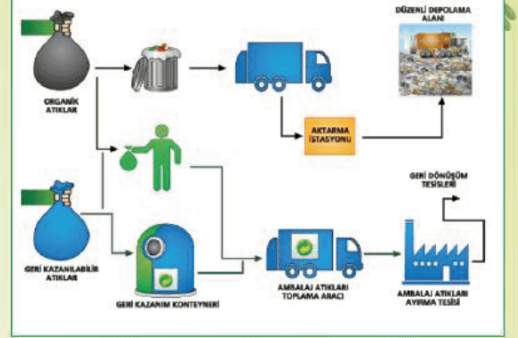 DÜZENLİ DEPOLAMA
ALANI
ORGANİK
ATIKLAR
AKTARMA
İSTASYONU
GERİ DÖNÜŞÜM
TESİSLERİ
GERİ KAZANILABİLİR
ATIKLAR
GERİ KAZANIM KONTEYNERİ
AMBALAJ ATIKLARI
TOPLAMA ARACI
AMBALAJ ATIKLARI
AYIRMA TESİSİ